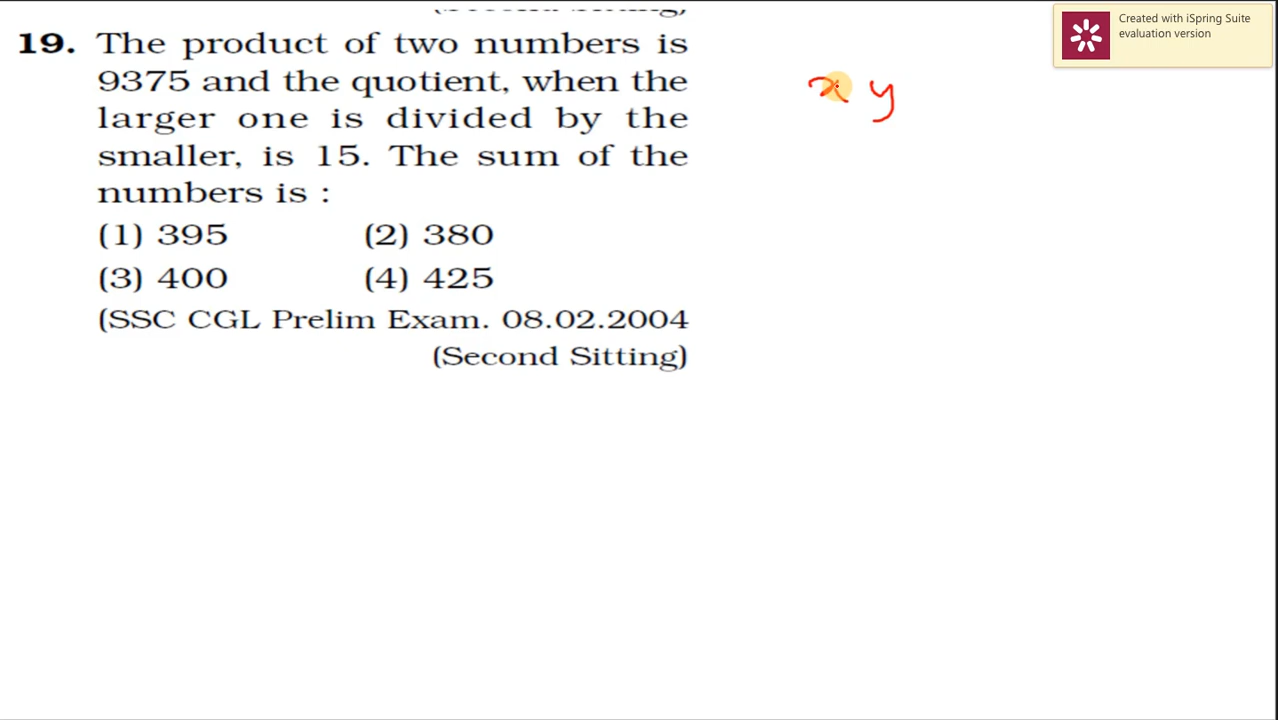 19. The product of two numbers is
9375 and the quotient, when the
larger one is divided by the
smaller, is 15. The sum of the
numbers is :
(1) 395 (2) 380
(3) 400 (4) 425
(SSC CGL Prelim Exam. 08.02.2004
(Second Sitting)
x y
Created with iSpring Suite
evaluation version